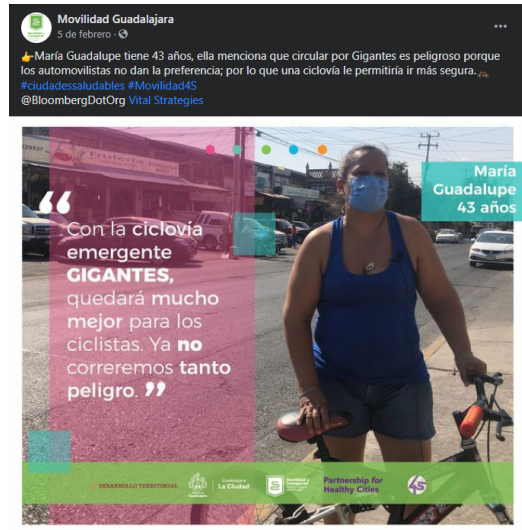 Movilidad Guadalajara
5 de febrero ·
👉María Guadalupe tiene 43 años, ella menciona que circular por Gigantes es peligroso porque
los automovilistas no dan la preferencia; por lo que una ciclovía le permitiría ir más segura.🚲
#ciudadessaludables #Movilidad4S
@BloombergDotOrg Vital Strategies
María
Guadalupe
43 años
“
Con la ciclovía
emergente
GIGANTES,
quedará mucho
mejor para los
ciclistas. Ya no
correremos tanto
peligro. ”
DESARROLLO TERRITORIAL
Guadalajara
La Ciudad
Partnership for
Healthy Cities
4S